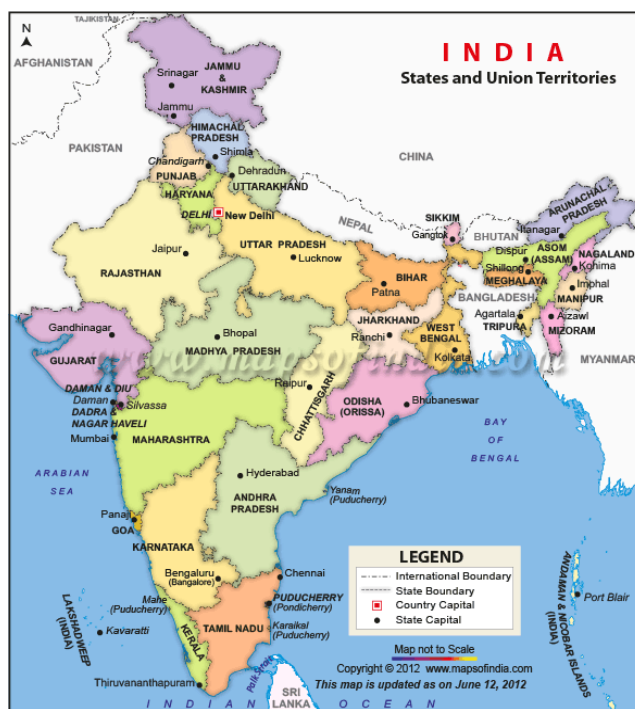 TAJIKISTAN
N
AFGHANISTAN
INDIA
States and Union Territories
JAMMU
&
KASHMIR
Srinagar
Jammu
PAKISTAN
CHINA
HIMACHAL
PRADESH
Shimla
Chandigarh
PUNJAB
Dehradun
UTTARAKHAND
HARYANA
DELHI
New Delhi
NEPAL
SIKKIM
Gangtok
BHUTAN
ARUNACHAL
PRADESH
Itanagar
Dispur
ASOM
(ASSAM)
NAGALAND
Kohima
Shillong
MEGHALAYA
Imphal
MANIPUR
BANGLADESH
Agartala
TRIPURA
Aizawl
MIZORAM
MYANMAR
Jaipur
RAJASTHAN
UTTAR PRADESH
Lucknow
BIHAR
Patna
JHARKHAND
Ranchi
WEST
BENGAL
Kolkata
Gandhinagar
GUJARAT
Bhopal
MADHYA PRADESH
www.mapsofindia.com
Raipur
CHHATTISGARH
ODISHA
(ORISSA)
Bhubaneswar
DAMAN & DIU
Daman
Silvassa
DADRA &
NAGAR HAVELI
Mumbai
MAHARASHTRA
ARABIAN
SEA
BAY
OF
BENGAL
Hyderabad
ANDHRA
PRADESH
Yanam
(Puducherry)
Panaji
GOA
KARNATAKA
Bengaluru
(Bangalore)
Chennai
Mahe
(Puducherry)
PUDUCHERRY
(Pondicherry)
Karaikal
(Puducherry)
TAMIL NADU
KERALA
LAKSHADWEEP
(INDIA)
Kavaratti
Thiruvananthapuram
Palk Strait
SRI
LANKA
INDIAN OCEAN
ANDAMAN & NICOBAR ISLANDS
(INDIA)
Port Blair
LEGEND
International Boundary
State Boundary
Country Capital
State Capital
Map not to Scale
Copyright © 2012 www.mapsofindia.com
This map is updated as on June 12, 2012